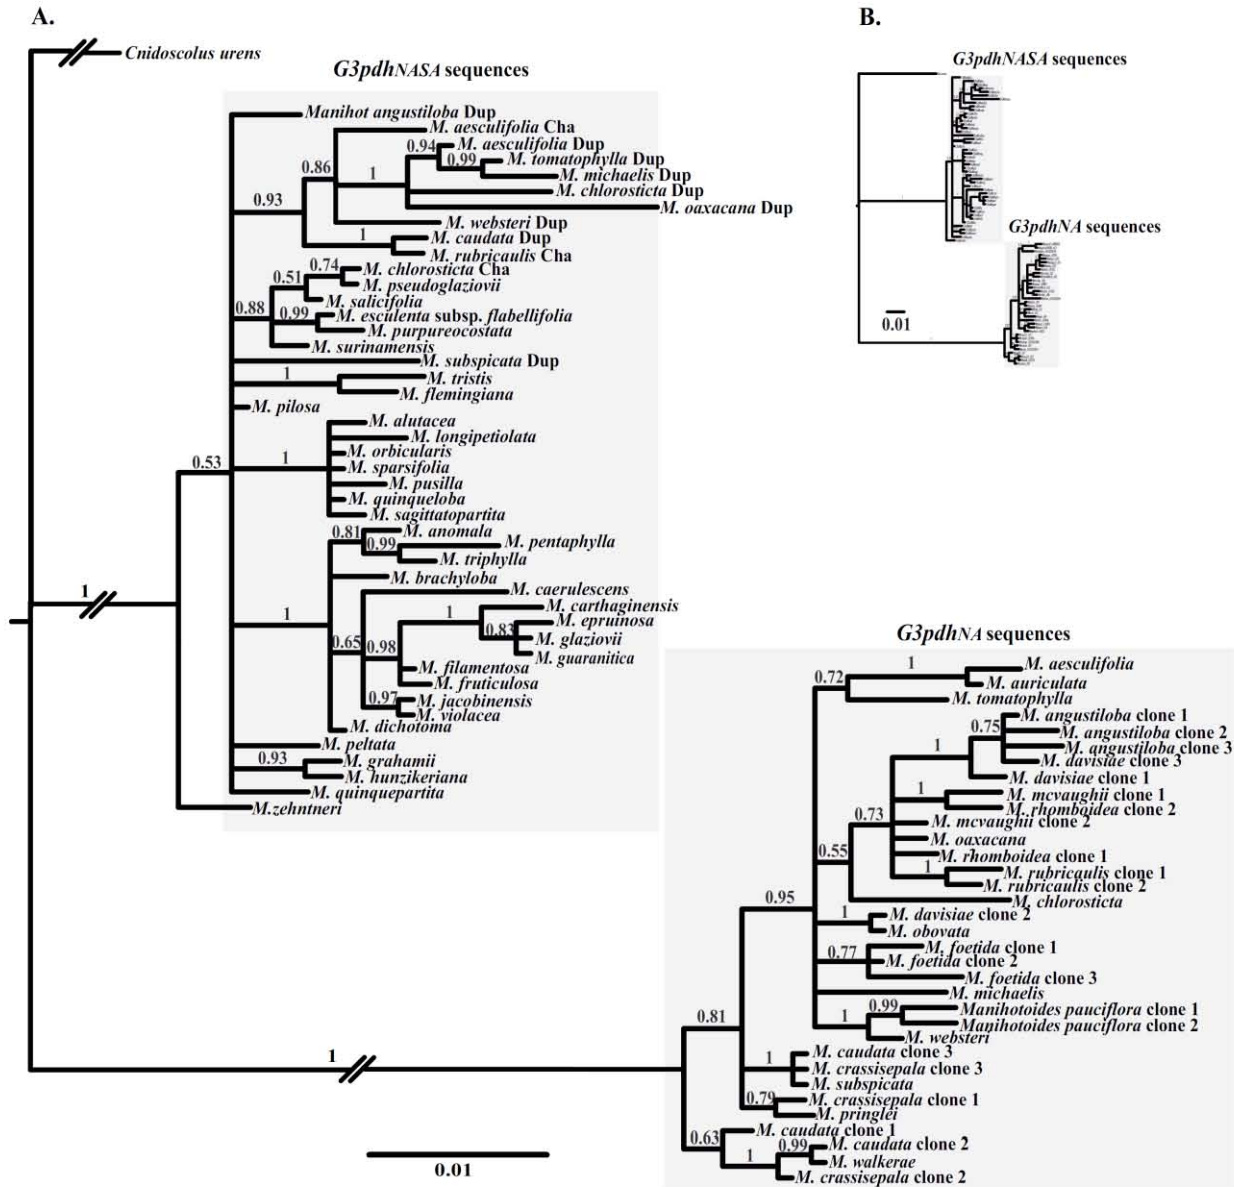 A.
Cnidoscolus urens
G3pdhNASA sequences
Manihot angustiloba Dup
M. aesculifolia Cha
0.94
M. aesculifolia Dup
0.86
0.99
M. tomatophylla Dup
1
M. michaelis Dup
M. chlorosticta Dup
0.93
M. oaxacana Dup
M. websteri Dup
1
M. caudata Dup
M. rubricaulis Cha
0.74
M. chlorosticta Cha
0.51
M. pseudoglaziovii
M. salicifolia
0.88
0.99
M. esculenta subsp. flabellifolia
M. purpureocostata
M. surinamensis
M. subspicata Dup
1
M. tristis
M. flemingiana
M. pilosa
M. alutacea
M. longipetiolata
M. orbicularis
0.53
1
M. sparsifolia
M. pusilla
M. quinqueloba
M. sagittatopartita
0.81
M. anomala
0.99
M. pentaphylla
M. triphylla
M. brachyloba
M. caerulescens
1
1
1
M. carthaginensis
M. epruinosa
0.83
0.65
0.98
M. glaziovii
M. guaranitica
M. filamentosa
M. fruticulosa
0.97
M. jacobinensis
M. violacea
M. dichotoma
M. peltata
0.93
M. grahamii
M. hunzikeriana
M. quinquepartita
M.zehntneri
1
0.01
B.
G3pdhNASA sequences
G3pdhNA sequences
0.01
G3pdhNA sequences
1
M. aesculifolia
0.72
M. auriculata
M. tomatophylla
M. angustiloba clone 1
0.75
M. angustiloba clone 2
1
M. angustiloba clone 3
M. davisiae clone 3
M. davisiae clone 1
1
M. mcvaughii clone 1
M. rhomboidea clone 2
0.73
M. mcvaughii clone 2
M. oaxacana
0.55
M. rhomboidea clone 1
1
M. rubricaulis clone 1
M. rubricaulis clone 2
M. chlorosticta
0.95
1
M. davisiae clone 2
M. obovata
0.77
M. foetida clone 1
M. foetida clone 2
M. foetida clone 3
M. michaelis
0.99
Manihotoides pauciflora clone 1
1
Manihotoides pauciflora clone 2
0.81
M. websteri
1
M. caudata clone 3
M. crassisepala clone 3
M. subspicata
0.79
M. crassisepala clone 1
M. pringlei
0.63
M. caudata clone 1
0.99
M. caudata clone 2
1
M. walkerae
M. crassisepala clone 2